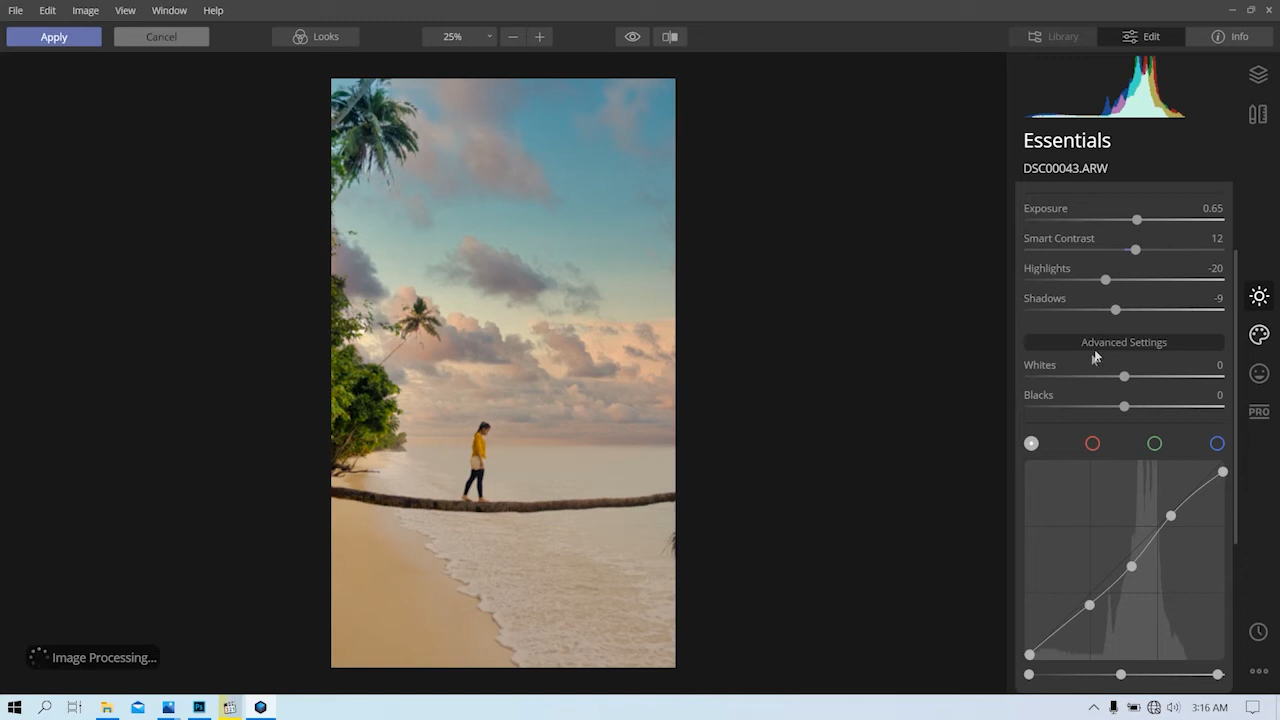 File Edit Image View Window Help
Apply Cancel Looks 25% Library Edit Info
Essentials
DSC00043.ARW
Exposure 0.65
Smart Contrast 12
Highlights -20
Shadows -9
Advanced Settings
Whites 0
Blacks 0
PRO
Image Processing...
Ps
3:16 AM